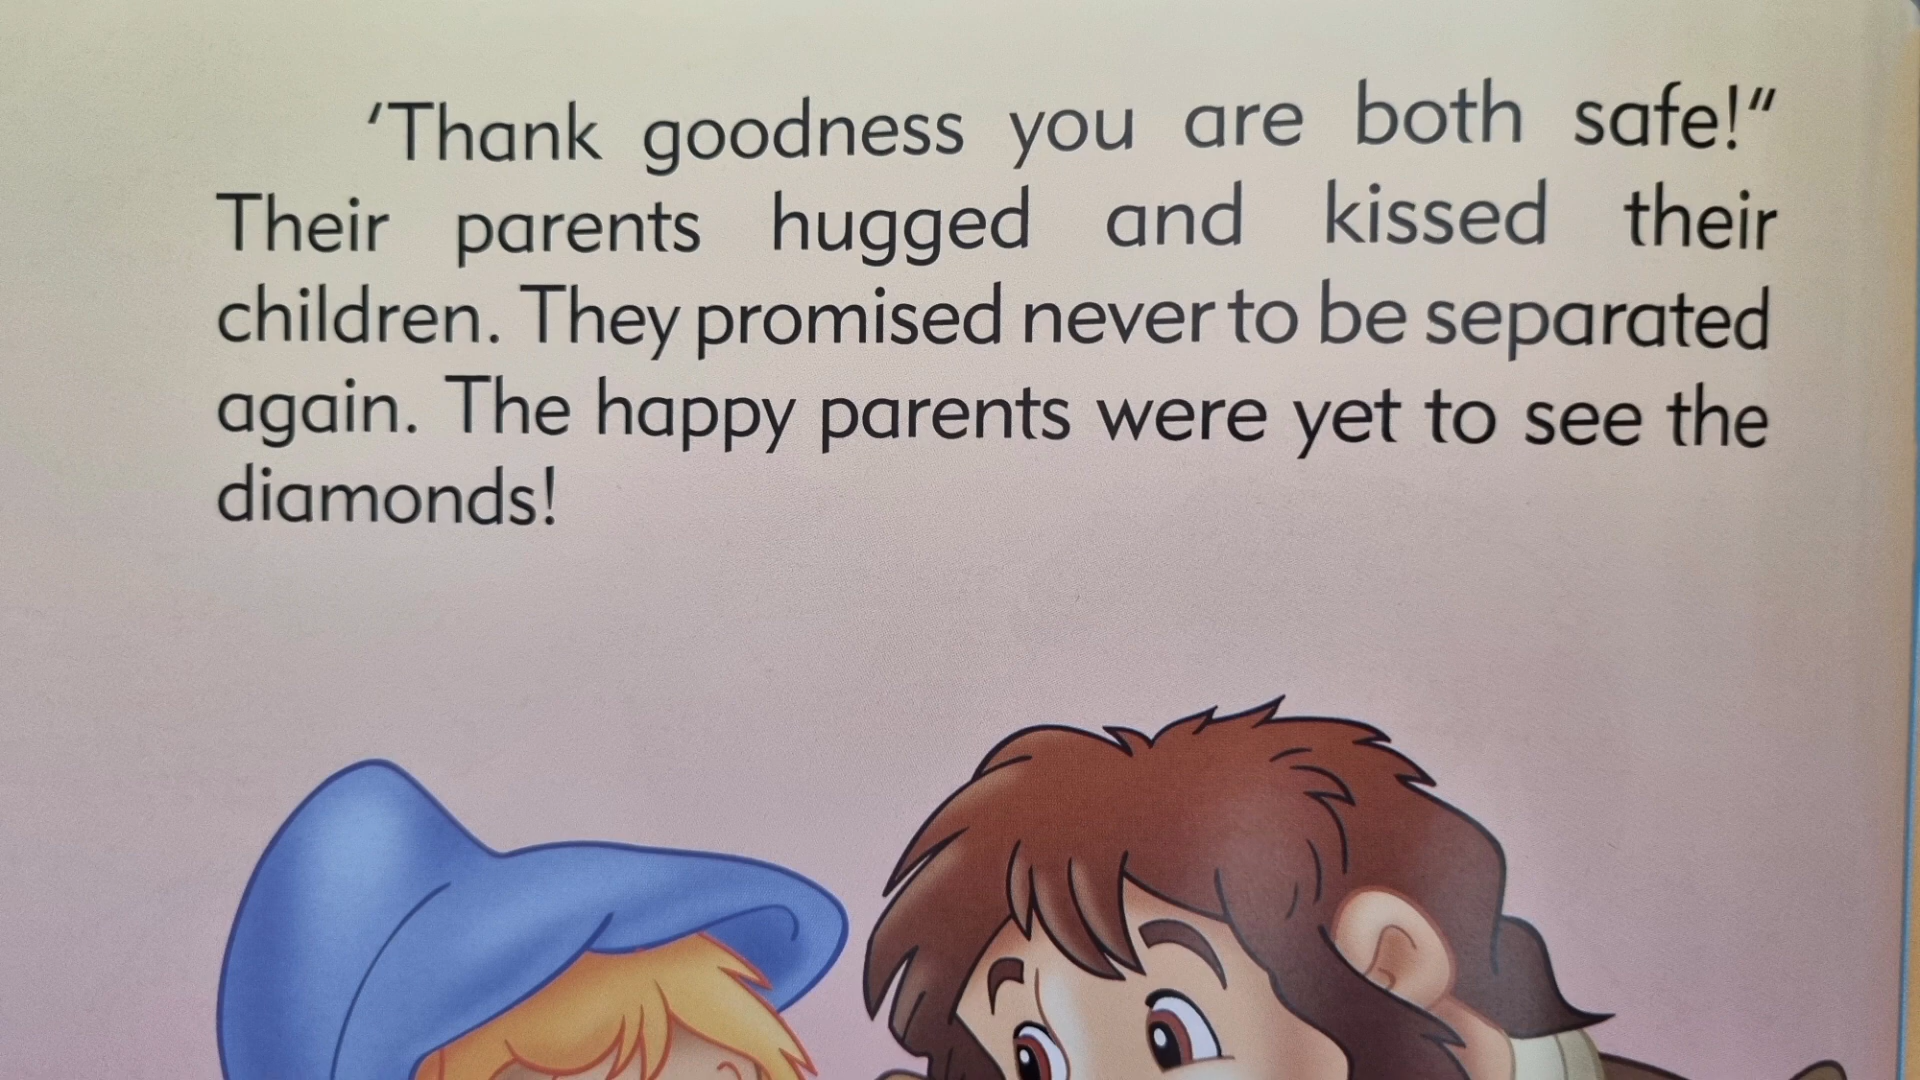 'Thank goodness you are both safe!"
Their parents hugged and kissed their
children. They promised never to be separated
again. The happy parents were yet to see the
diamonds!